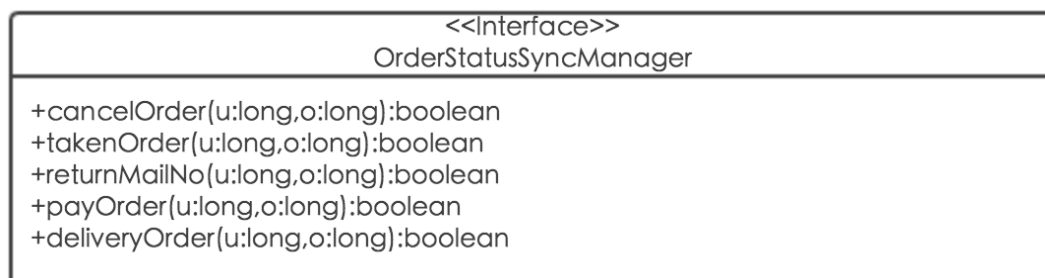 <<Interface>>
OrderStatusSyncManager
+cancelOrder(u:long,o:long):boolean
+takenOrder(u:long,o:long):boolean
+returnMailNo(u:long,o:long):boolean
+payOrder(u:long,o:long):boolean
+deliveryOrder(u:long,o:long):boolean